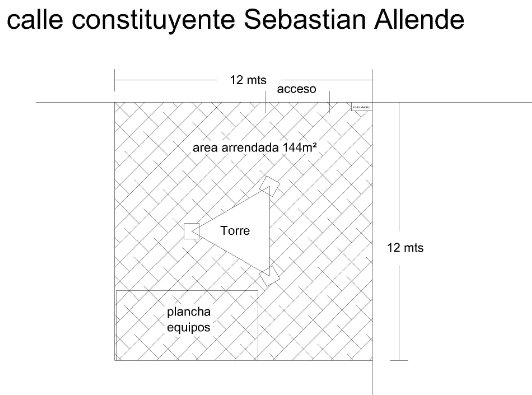 calle constituyente Sebastian Allende
12 mts
acceso
area arrendada 144m²
Torre
12 mts
plancha
equipos